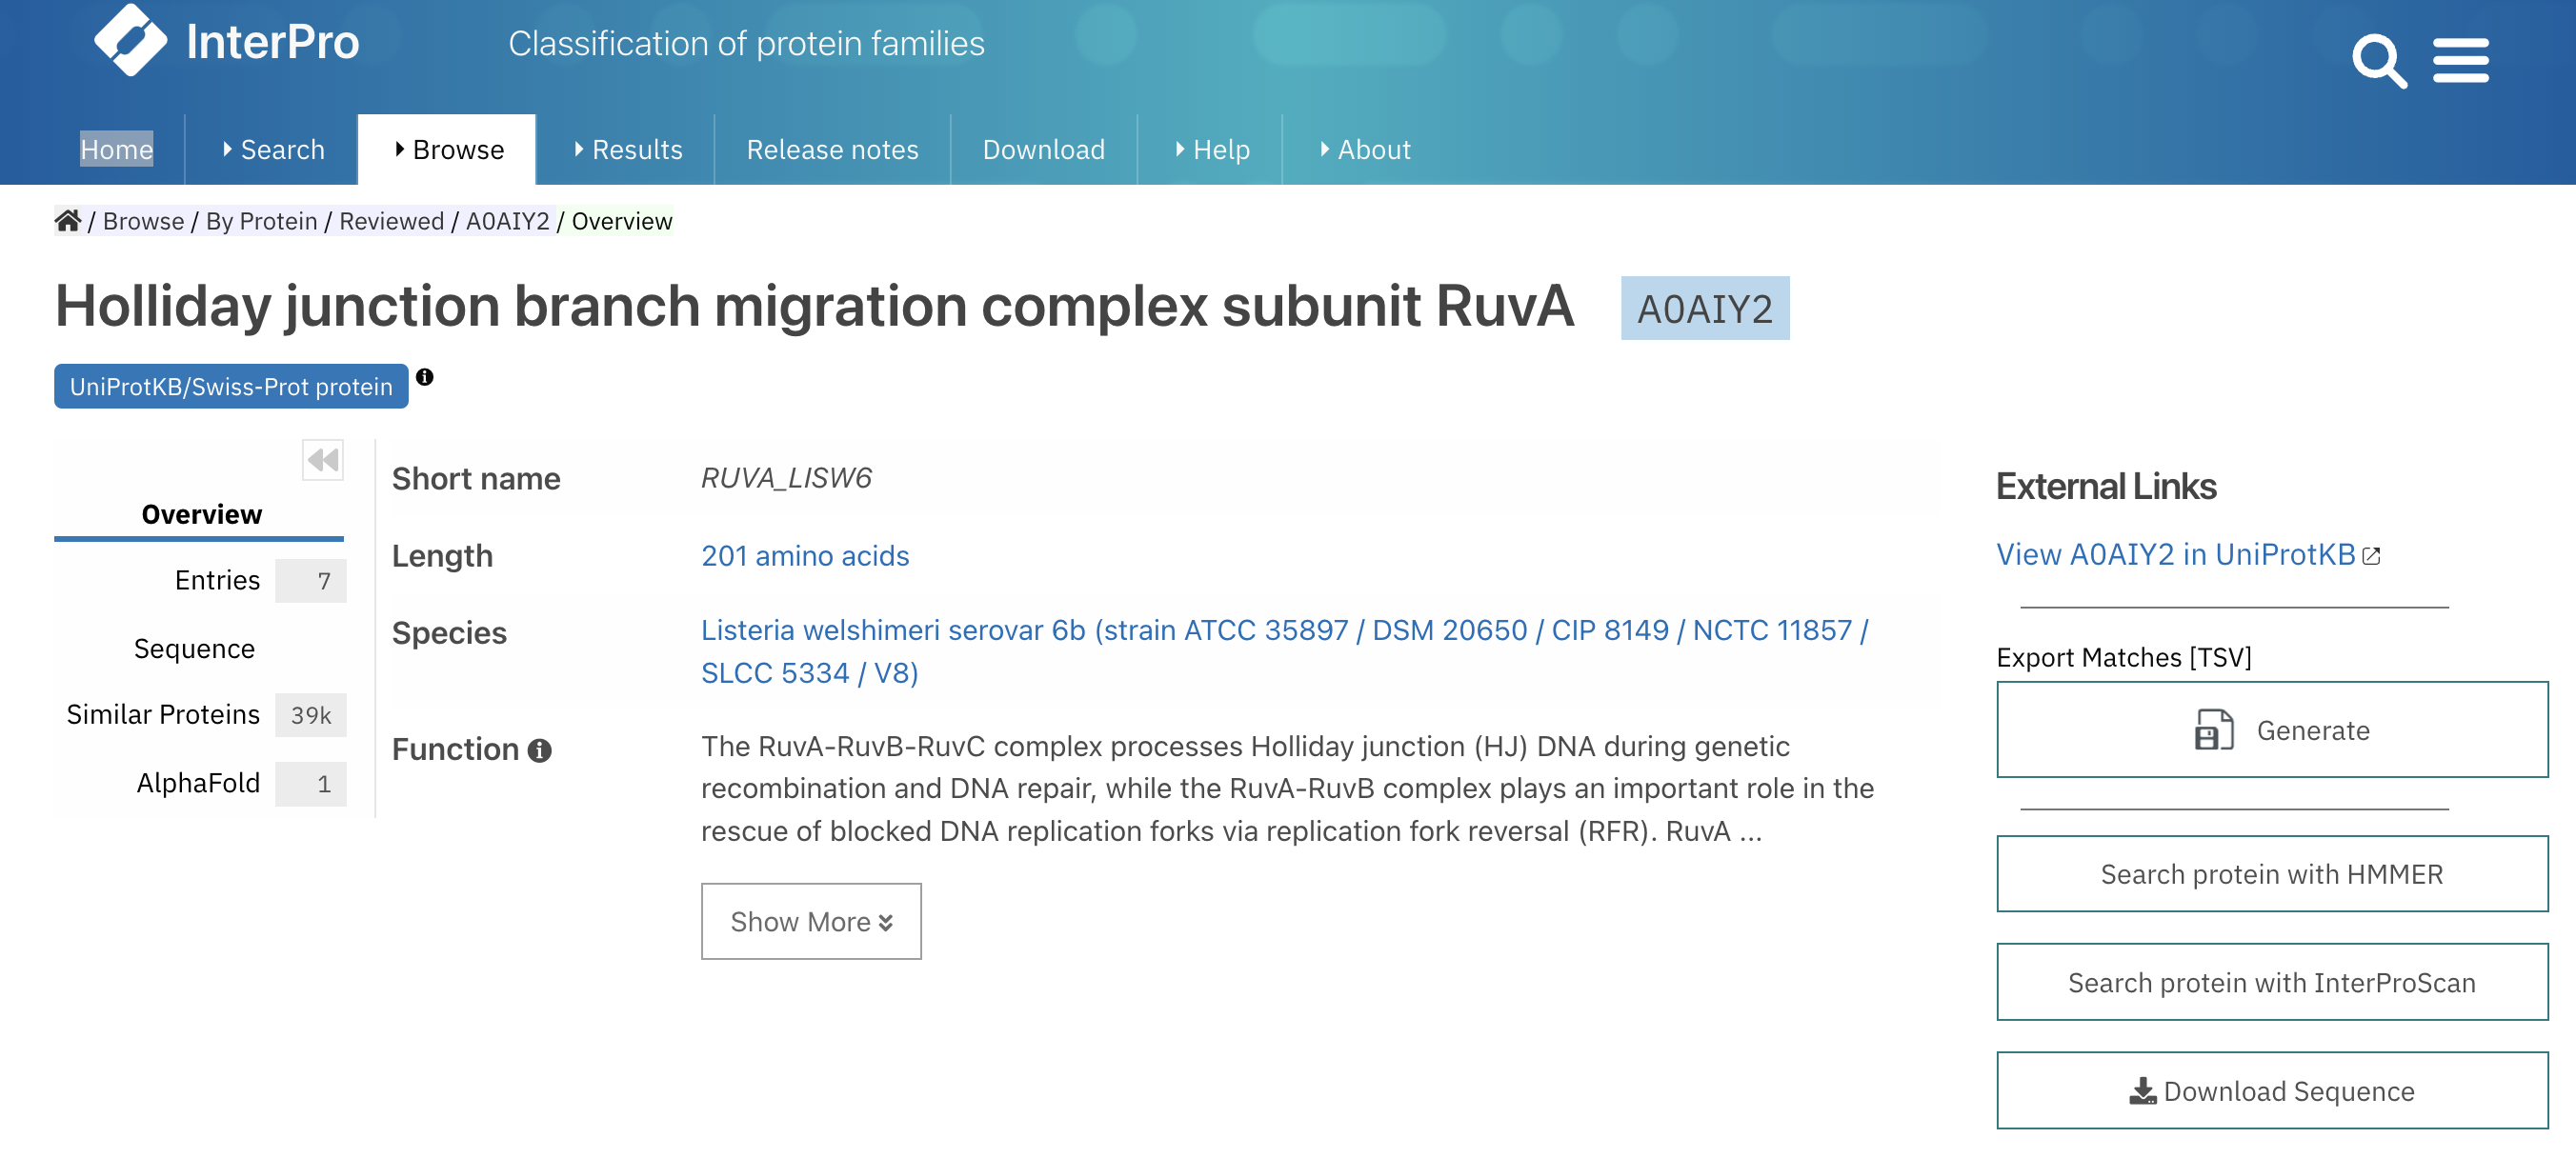 InterPro
Classification of protein families
Home
Search
Browse
Results
Release notes
Download
Help
About
/ Browse / By Protein / Reviewed / A0AIY2 / Overview
Holliday junction branch migration complex subunit RuvA A0AIY2
UniProtKB/Swiss-Prot protein
Overview
Entries 7
Sequence
Similar Proteins 39k
AlphaFold 1
Short name RUVA_LISW6
Length 201 amino acids
Species Listeria welshimeri serovar 6b (strain ATCC 35897 / DSM 20650 / CIP 8149 / NCTC 11857 /
SLCC 5334 / V8)
Function The RuvA-RuvB-RuvC complex processes Holliday junction (HJ) DNA during genetic
recombination and DNA repair, while the RuvA-RuvB complex plays an important role in the
rescue of blocked DNA replication forks via replication fork reversal (RFR). RuvA ...
Show More
External Links
View A0AIY2 in UniProtKB
Export Matches [TSV]
Generate
Search protein with HMMER
Search protein with InterProScan
Download Sequence